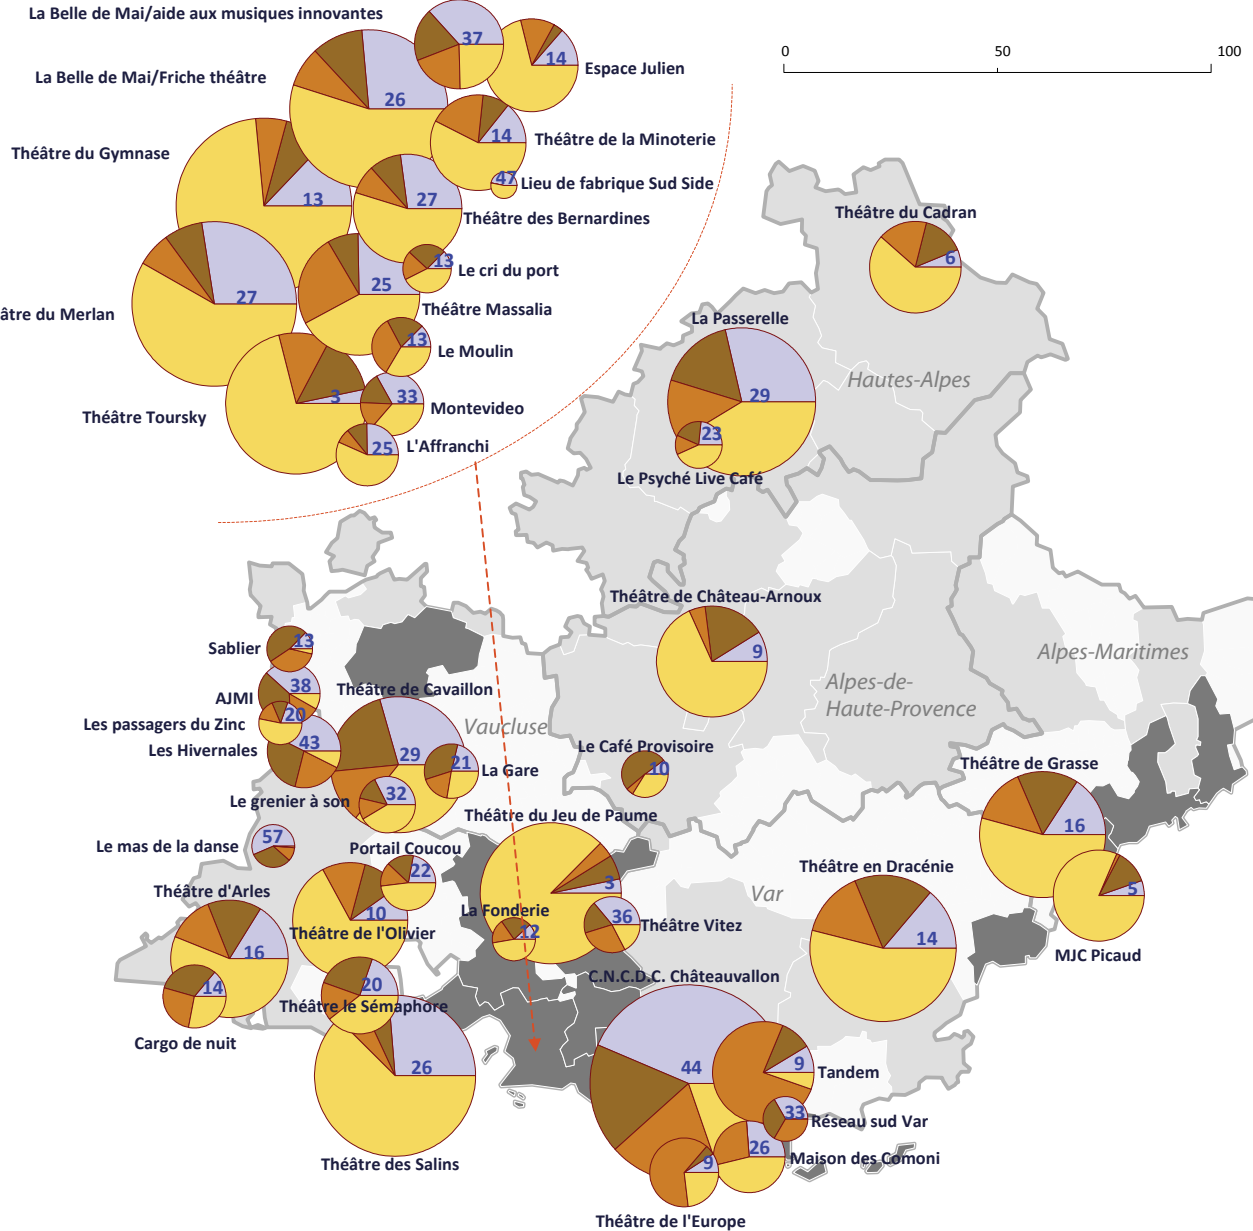 La Belle de Mai/aide aux musiques innovantes
37
14
Espace Julien
0 50 100
La Belle de Mai/Friche théâtre
26
14
Théâtre de la Minoterie
Théâtre du Gymnase
13
47
Lieu de fabrique Sud Side
27
Théâtre des Bernardines
Théâtre du Cadran
6
13
Le cri du port
âtre du Merlan
27
25
Théâtre Massalia
La Passerelle
29
13
Le Moulin
Hautes-Alpes
Théâtre Toursky
3
33
Montevideo
25
L'Affranchi
23
Le Psyché Live Café
Théâtre de Château-Arnoux
9
Sablier
13
Alpes-Maritimes
AJMI
38
Théâtre de Cavaillon
29
Alpes-de-
Haute-Provence
Les passagers du Zinc
20
Vaucluse
Les Hivernales
43
Le Café Provisoire
10
21
La Gare
Théâtre de Grasse
16
Le grenier à son
32
Théâtre du Jeu de Paume
3
Le mas de la danse
57
Portail Coucou
22
Théâtre en Dracénie
14
Théâtre d'Arles
16
10
Théâtre de l'Olivier
La Fonderie
12
36
Théâtre Vitez
Var
5
MJC Picaud
14
Cargo de nuit
20
Théâtre le Sémaphore
C.N.C.D.C. Châteauvallon
44
26
Théâtre des Salins
9
Tandem
33
Réseau sud Var
26
Maison des Comoni
9
Théâtre de l'Europe